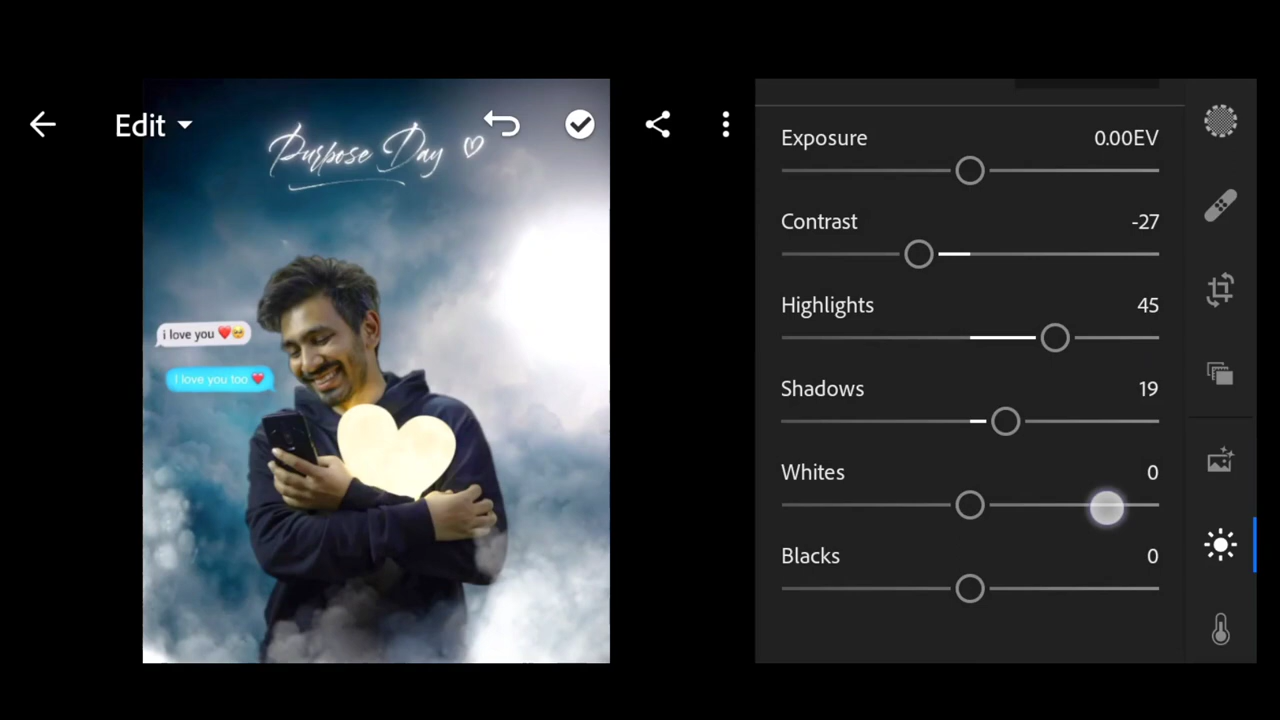 Edit
Purpose Day ♡
i love you ❤️🥹
I love you too ❤️
Exposure 0.00EV
Contrast -27
Highlights 45
Shadows 19
Whites 0
Blacks 0